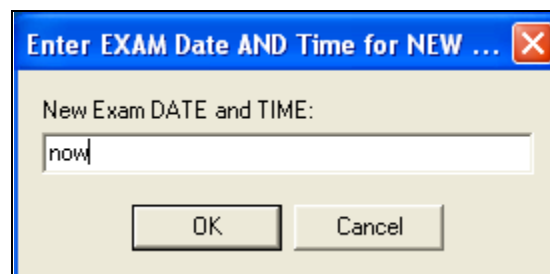 Enter EXAM Date AND Time for NEW ...
New Exam DATE and TIME:
now
OK Cancel